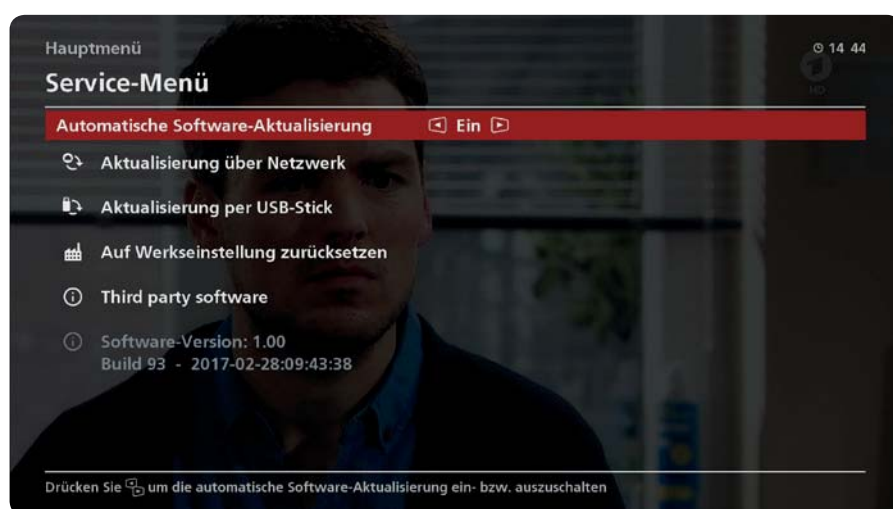 Hauptmenü
14 44
Service-Menü
HD
Automatische Software-Aktualisierung Ein
Aktualisierung über Netzwerk
Aktualisierung per USB-Stick
Auf Werkseinstellung zurücksetzen
Third party software
Software-Version: 1.00
Build 93 - 2017-02-28:09:43:38
Drücken Sie um die automatische Software-Aktualisierung ein- bzw. auszuschalten